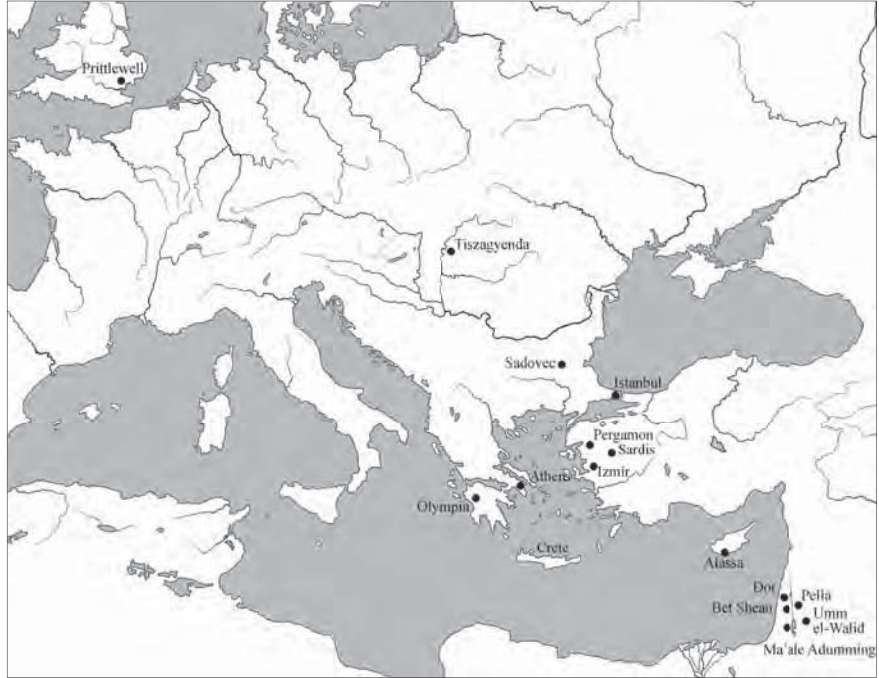 Prittlewell
Tiszagyenda
Sadovec
Istanbul
Pergamon
Sardis
Izmir
Athens
Olympia
Crete
Alassa
Dor
Pella
Bet Shean
Umm
el-Walid
Ma'ale Adumming